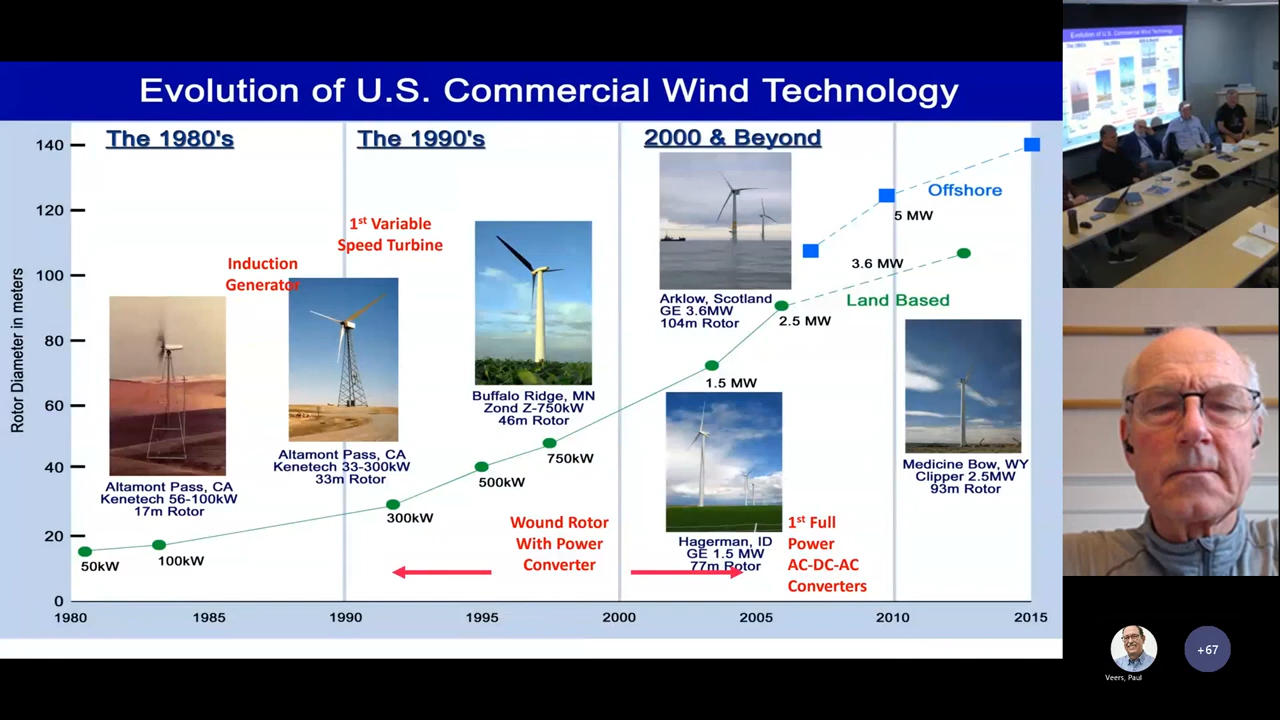 Evolution of U.S. Commercial Wind Technology
The 1980's
The 1990's
2000 & Beyond
Rotor Diameter in meters
140
120
100
80
60
40
20
0
1980
1985
1990
1995
2000
2005
2010
2015
Induction
Generator
1st Variable
Speed Turbine
Altamont Pass, CA
Kenetech 56-100kW
17m Rotor
Altamont Pass, CA
Kenetech 33-300kW
33m Rotor
Buffalo Ridge, MN
Zond Z-750kW
46m Rotor
Arklow, Scotland
GE 3.6MW
104m Rotor
Hagerman, ID
GE 1.5 MW
77m Rotor
Medicine Bow, WY
Clipper 2.5MW
93m Rotor
50kW
100kW
300kW
500kW
750kW
1.5 MW
2.5 MW
3.6 MW
5 MW
Offshore
Land Based
Wound Rotor
With Power
Converter
1st Full
Power
AC-DC-AC
Converters
Evolution of U.S. Commercial Wind Technology
Veers, Paul
+67